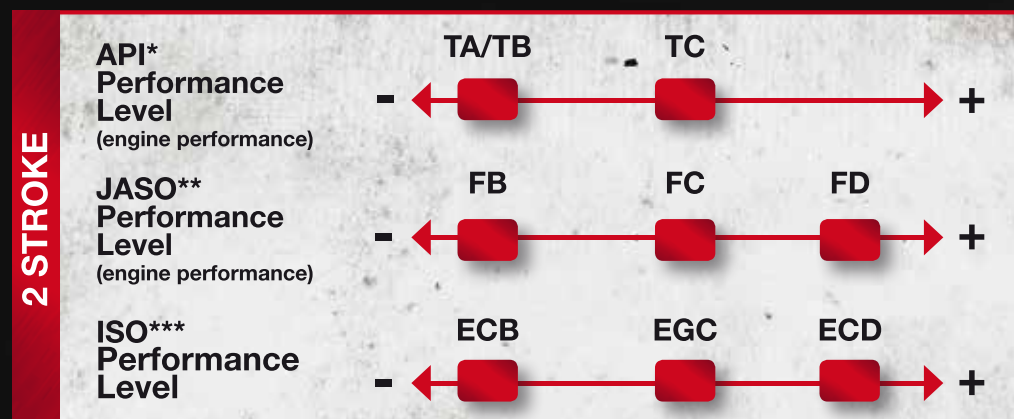 2 STROKE
API*
Performance
Level
(engine performance)
TA/TB TC
- +
JASO**
Performance
Level
(engine performance)
FB FC FD
- +
ISO***
Performance
Level
ECB EGC ECD
- +